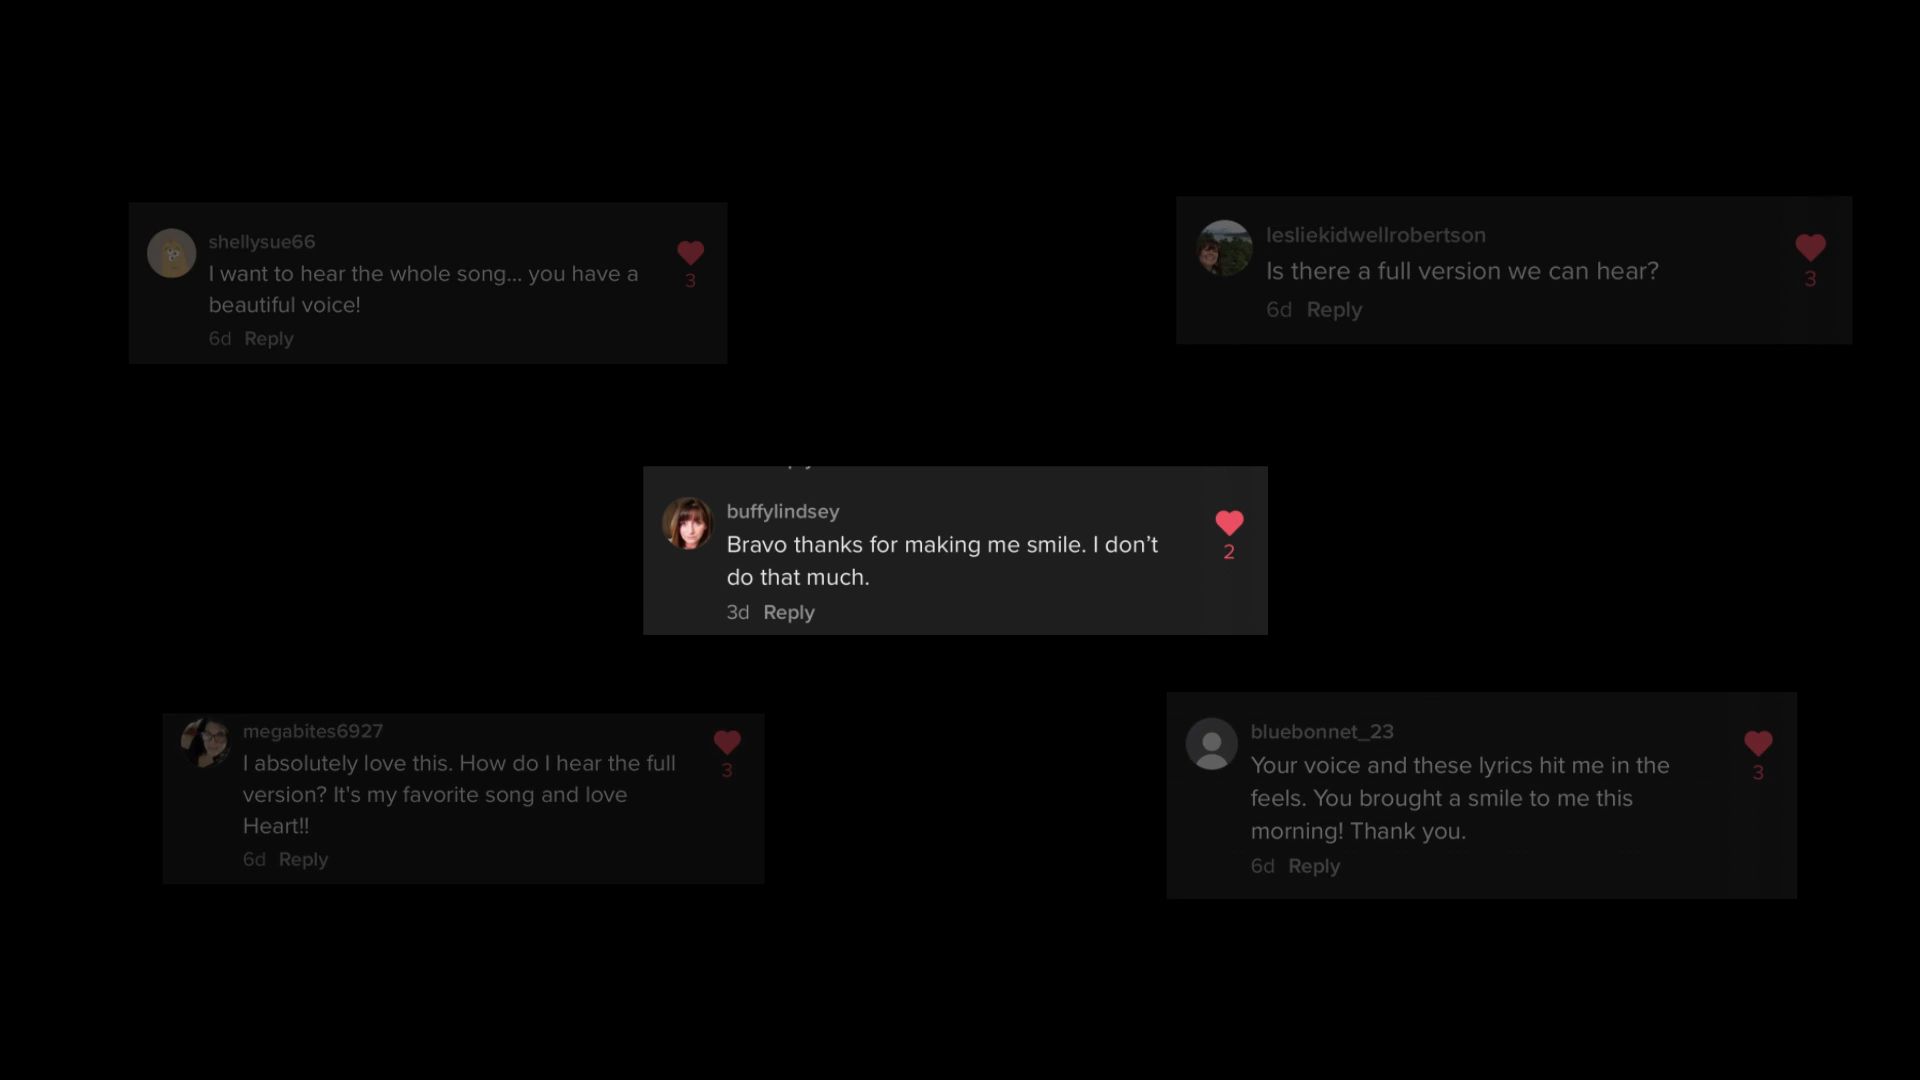 shellysue66
I want to hear the whole song... you have a
beautiful voice!
6d Reply
3
lesliekidwellrobertson
Is there a full version we can hear?
6d Reply
3
buffylindsey
Bravo thanks for making me smile. I don’t
do that much.
3d Reply
2
megabites6927
I absolutely love this. How do I hear the full
version? It's my favorite song and love
Heart!!
6d Reply
3
bluebonnet_23
Your voice and these lyrics hit me in the
feels. You brought a smile to me this
morning! Thank you.
6d Reply
3